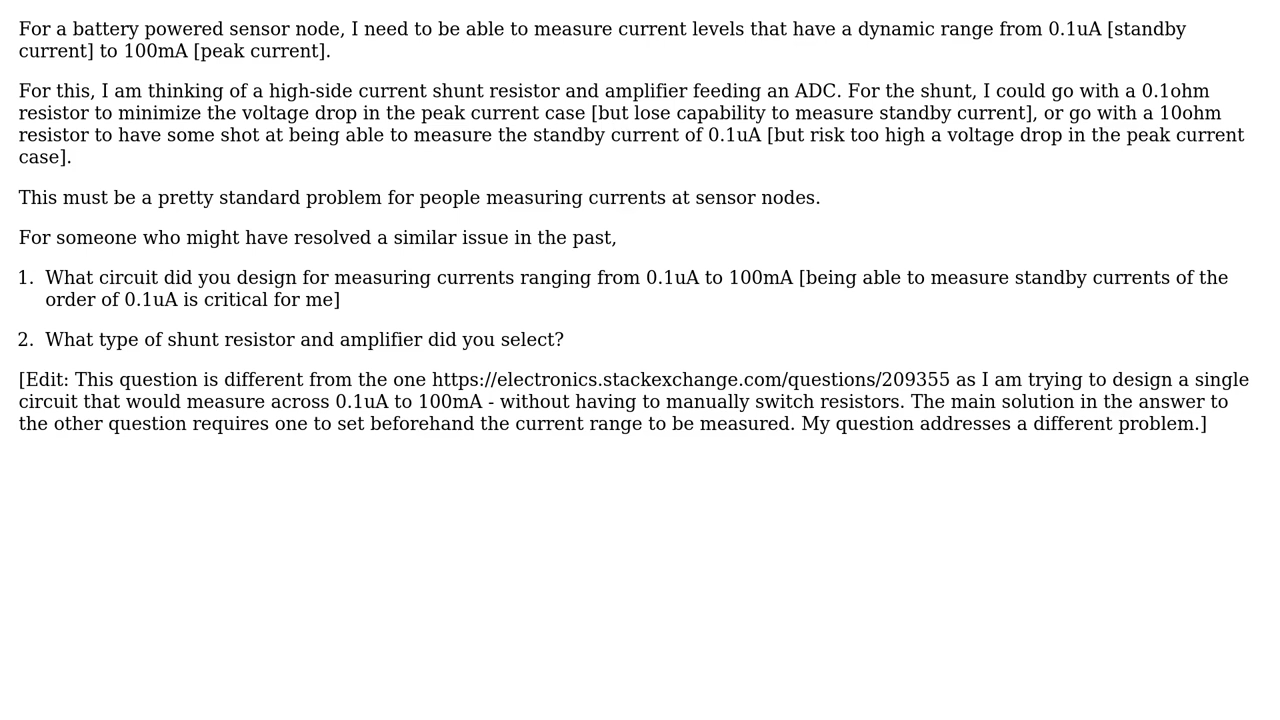 For a battery powered sensor node, I need to be able to measure current levels that have a dynamic range from 0.1uA [standby
current] to 100mA [peak current].
For this, I am thinking of a high-side current shunt resistor and amplifier feeding an ADC. For the shunt, I could go with a 0.1ohm
resistor to minimize the voltage drop in the peak current case [but lose capability to measure standby current], or go with a 10ohm
resistor to have some shot at being able to measure the standby current of 0.1uA [but risk too high a voltage drop in the peak current
case].
This must be a pretty standard problem for people measuring currents at sensor nodes.
For someone who might have resolved a similar issue in the past,
1. What circuit did you design for measuring currents ranging from 0.1uA to 100mA [being able to measure standby currents of the
order of 0.1uA is critical for me]
2. What type of shunt resistor and amplifier did you select?
[Edit: This question is different from the one https://electronics.stackexchange.com/questions/209355 as I am trying to design a single
circuit that would measure across 0.1uA to 100mA - without having to manually switch resistors. The main solution in the answer to
the other question requires one to set beforehand the current range to be measured. My question addresses a different problem.]